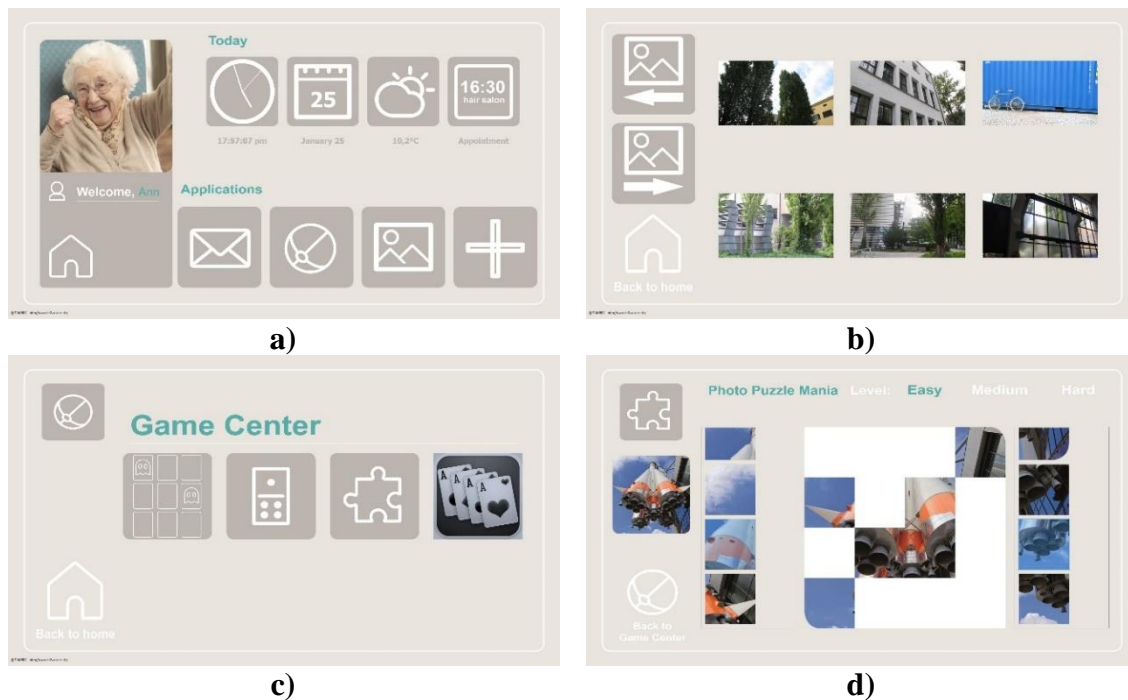 Today
25
16:30
hair salon
17:57:07 pm
January 25
10,2°C
Appointment
Welcome, Ann
Applications
a)
Back to home
b)
Game Center
A A A A
Back to home
c)
Photo Puzzle Mania Level: Easy Medium Hard
Back to
Game Center
d)